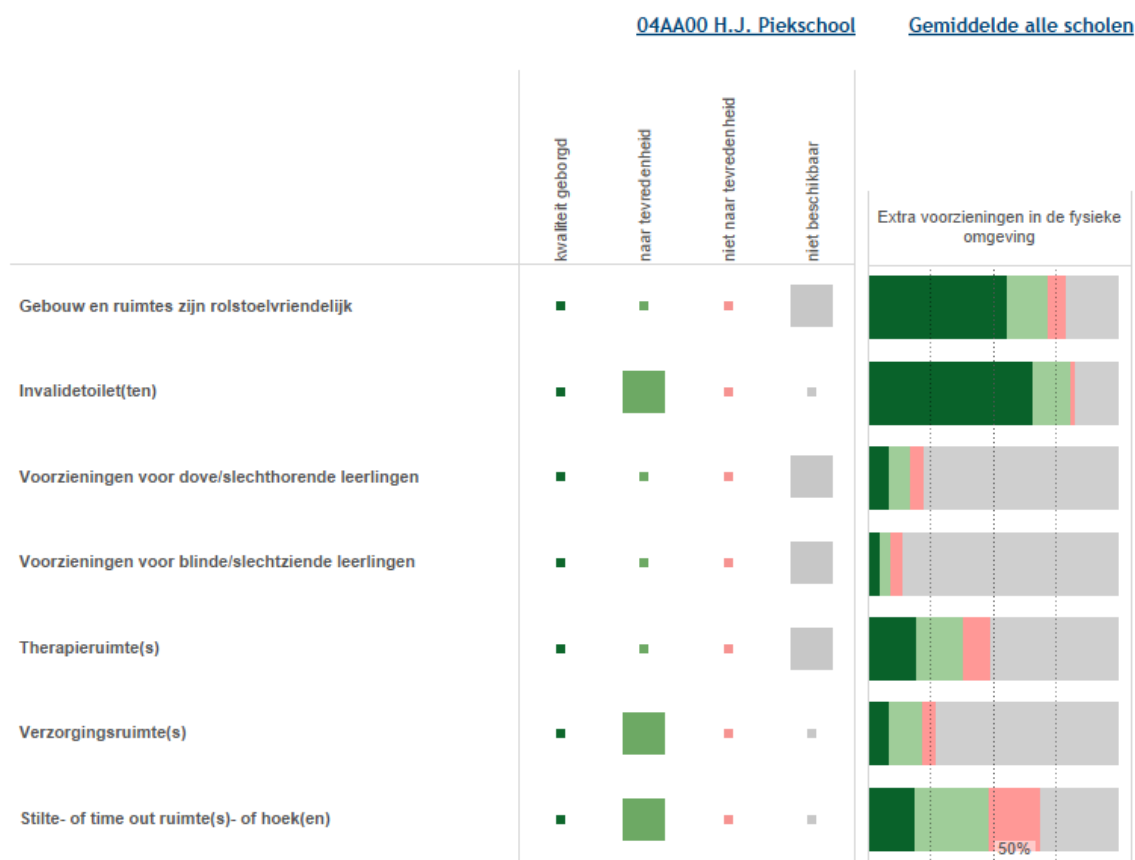 04AA00 H.J. Piekschool
Gemiddelde alle scholen
kwaliteit geborgd
naar tevredenheid
niet naar tevredenheid
niet beschikbaar
Extra voorzieningen in de fysieke
omgeving
Gebouw en ruimtes zijn rolstoelvriendelijk
Invalidetoilet(ten)
Voorzieningen voor dove/slechthorende leerlingen
Voorzieningen voor blinde/slechtziende leerlingen
Therapieruimte(s)
Verzorgingsruimte(s)
Stilte- of time out ruimte(s)- of hoek(en)
50%